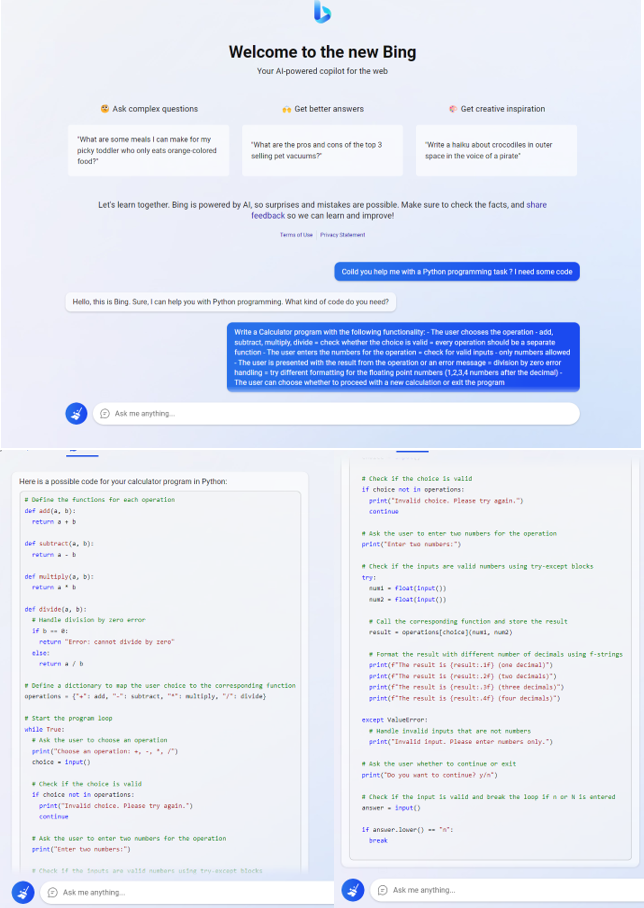 Welcome to the new Bing
Your AI-powered copilot for the web
Ask complex questions
Get better answers
Get creative inspiration
"What are some meals I can make for my
picky toddler who only eats orange-colored
food?"
"What are the pros and cons of the top 3
selling pet vacuums?"
"Write a haiku about crocodiles in outer
space in the voice of a pirate"
Let's learn together. Bing is powered by AI, so surprises and mistakes are possible. Make sure to check the facts, and share
feedback so we can learn and improve!
Terms of Use | Privacy Statement
Colld you help me with a Python programming task ? I need some code
Hello, this is Bing. Sure, I can help you with Python programming. What kind of code do you need?
Write a Calculator program with the following functionality: - The user chooses the operation - add,
subtract, multiply, divide = check whether the choice is valid = every operation should be a separate
function - The user enters the numbers for the operation = check for valid inputs - only numbers allowed
- The user is presented with the result from the operation or an error message = division by zero error
handling = try different formatting for the floating point numbers (1,2,3,4 numbers after the decimal) -
The user can choose whether to proceed with a new calculation or exit the program
Ask me anything...
Here is a possible code for your calculator program in Python:
# Define the functions for each operation
def add(a, b):
return a + b
def subtract(a, b):
return a - b
def multiply(a, b):
return a * b
def divide(a, b):
# Handle division by zero error
if b == 0:
return "Error: cannot divide by zero"
else:
return a / b
# Define a dictionary to map the user choice to the corresponding function
operations = {"+": add, "-": subtract, "*": multiply, "/": divide}
# Start the program loop
while True:
# Ask the user to choose an operation
print("Choose an operation: +, -, *, /")
choice = input()
# Check if the choice is valid
if choice not in operations:
print("Invalid choice. Please try again.")
continue
# Ask the user to enter two numbers for the operation
print("Enter two numbers:")
# Check if the inputs are valid numbers using try-except blocks
Ask me anything...
# Check if the choice is valid
if choice not in operations:
print("Invalid choice. Please try again.")
continue
# Ask the user to enter two numbers for the operation
print("Enter two numbers:")
# Check if the inputs are valid numbers using try-except blocks
try:
num1 = float(input())
num2 = float(input())
# Call the corresponding function and store the result
result = operations[choice](num1, num2)
# Format the result with different number of decimals using f-strings
print(f"The result is {result:.1f} (one decimal)")
print(f"The result is {result:.2f} (two decimals)")
print(f"The result is {result:.3f} (three decimals)")
print(f"The result is {result:.4f} (four decimals)")
except ValueError:
# Handle invalid inputs that are not numbers
print("Invalid input. Please enter numbers only.")
# Ask the user whether to continue or exit
print("Do you want to continue? y/n")
# Check if the input is valid and break the loop if n or N is entered
answer = input()
if answer.lower() == "n":
break
Ask me anything...